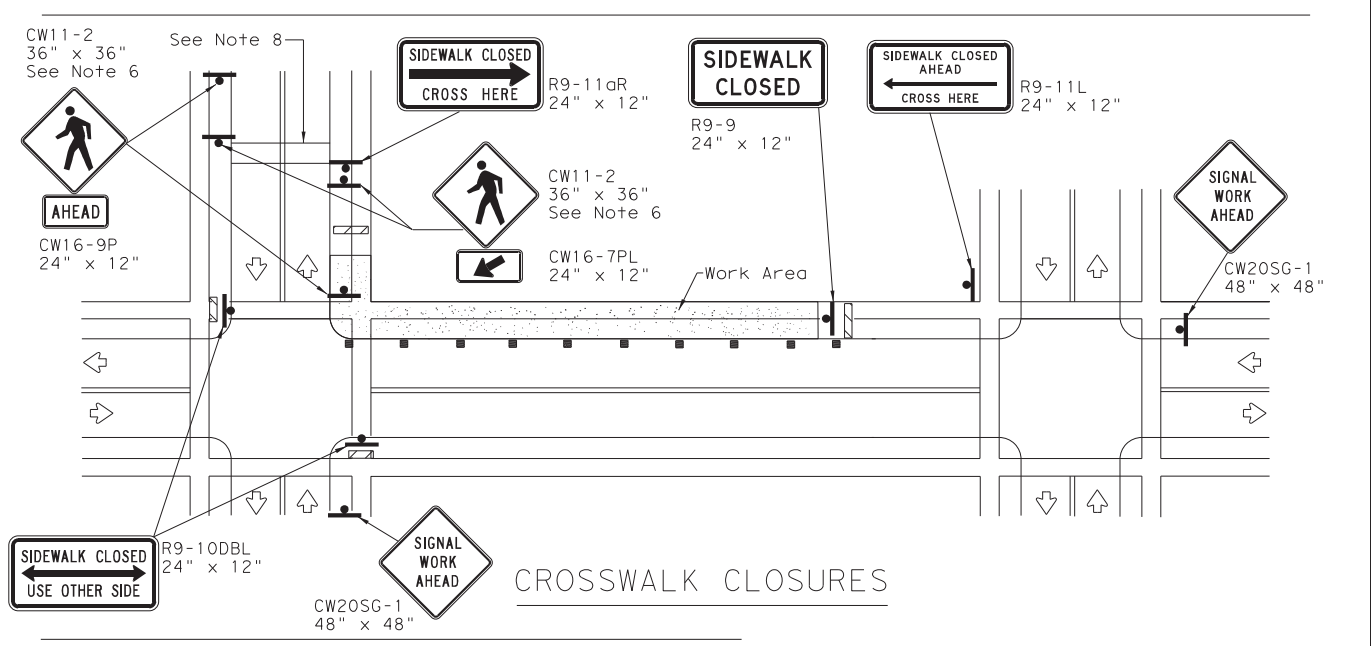 CW11-2
36" x 36"
See Note 6
See Note 8
AHEAD
CW16-9P
24" x 12"
SIDEWALK CLOSED
CROSS HERE
R9-11aR
24" x 12"
CW11-2
36" x 36"
See Note 6
CW16-7PL
24" x 12"
SIDEWALK
CLOSED
R9-9
24" x 12"
SIDEWALK CLOSED
AHEAD
CROSS HERE
R9-11L
24" x 12"
SIGNAL
WORK
AHEAD
CW20SG-1
48" x 48"
Work Area
SIDEWALK CLOSED
USE OTHER SIDE
R9-10DBL
24" x 12"
SIGNAL
WORK
AHEAD
CW20SG-1
48" x 48"
CROSSWALK CLOSURES